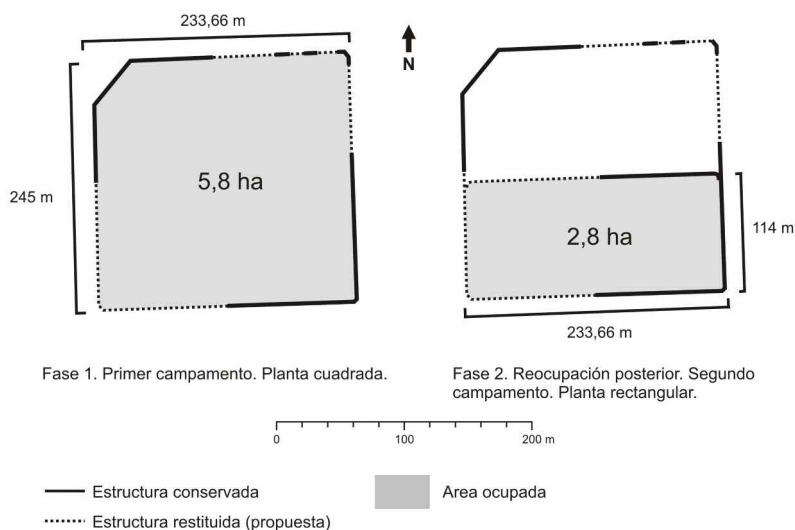 233,66 m
N
245 m
5,8 ha
2,8 ha
114 m
233,66 m
Fase 1. Primer campamento. Planta cuadrada.
Fase 2. Reocupación posterior. Segundo
campamento. Planta rectangular.
0 100 200 m
Estructura conservada
Area ocupada
Estructura restituida (propuesta)